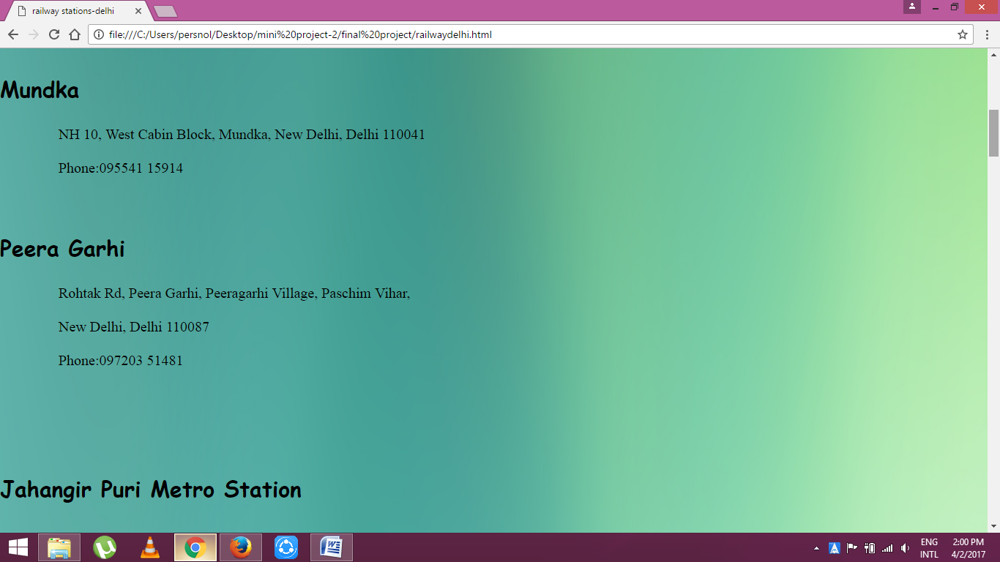 railway stations-delhi
file:///C:/Users/persnol/Desktop/mini%20project-2/final%20project/railwaydelhi.html
Mundka
NH 10, West Cabin Block, Mundka, New Delhi, Delhi 110041
Phone:095541 15914
Peera Garhi
Rohtak Rd, Peera Garhi, Peeragarhi Village, Paschim Vihar,
New Delhi, Delhi 110087
Phone:097203 51481
Jahangir Puri Metro Station
ENG 2:00 PM
INTL 4/2/2017